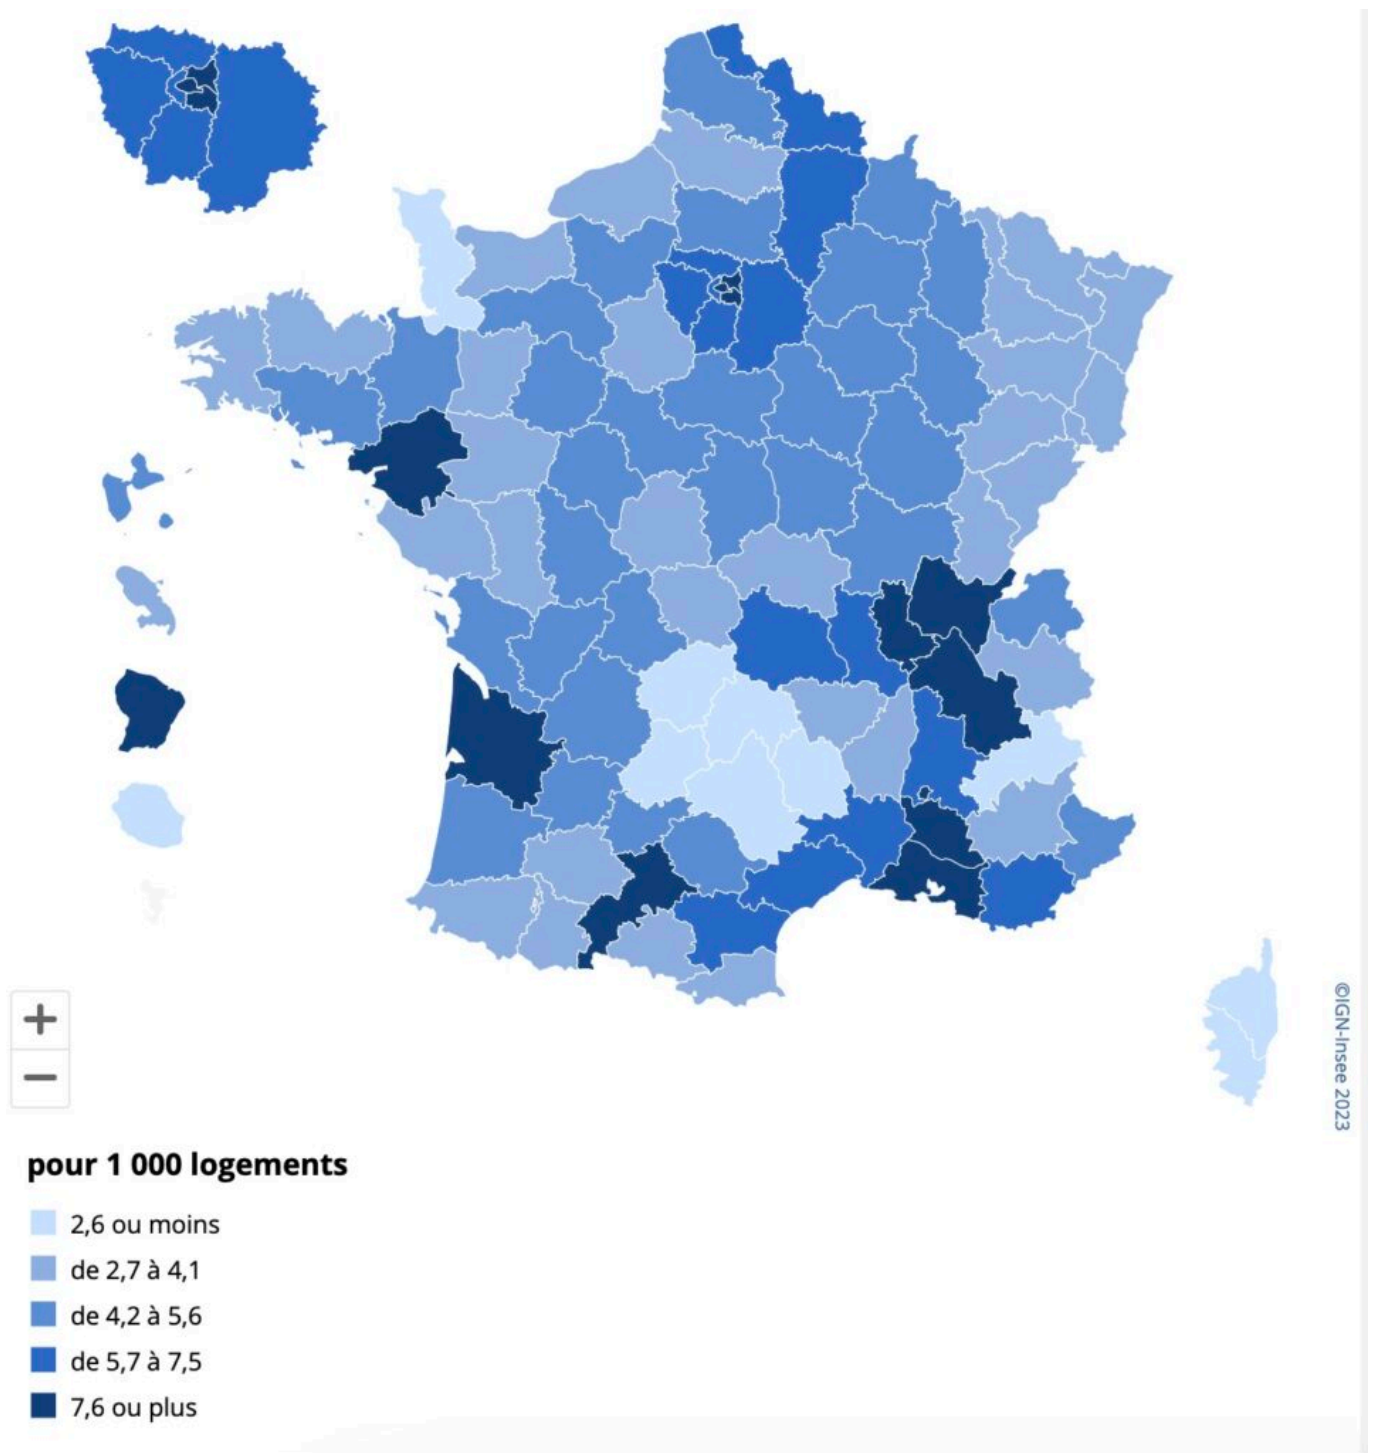 +
−
©IGN-Insee 2023
pour 1 000 logements
2,6 ou moins
de 2,7 à 4,1
de 4,2 à 5,6
de 5,7 à 7,5
7,6 ou plus